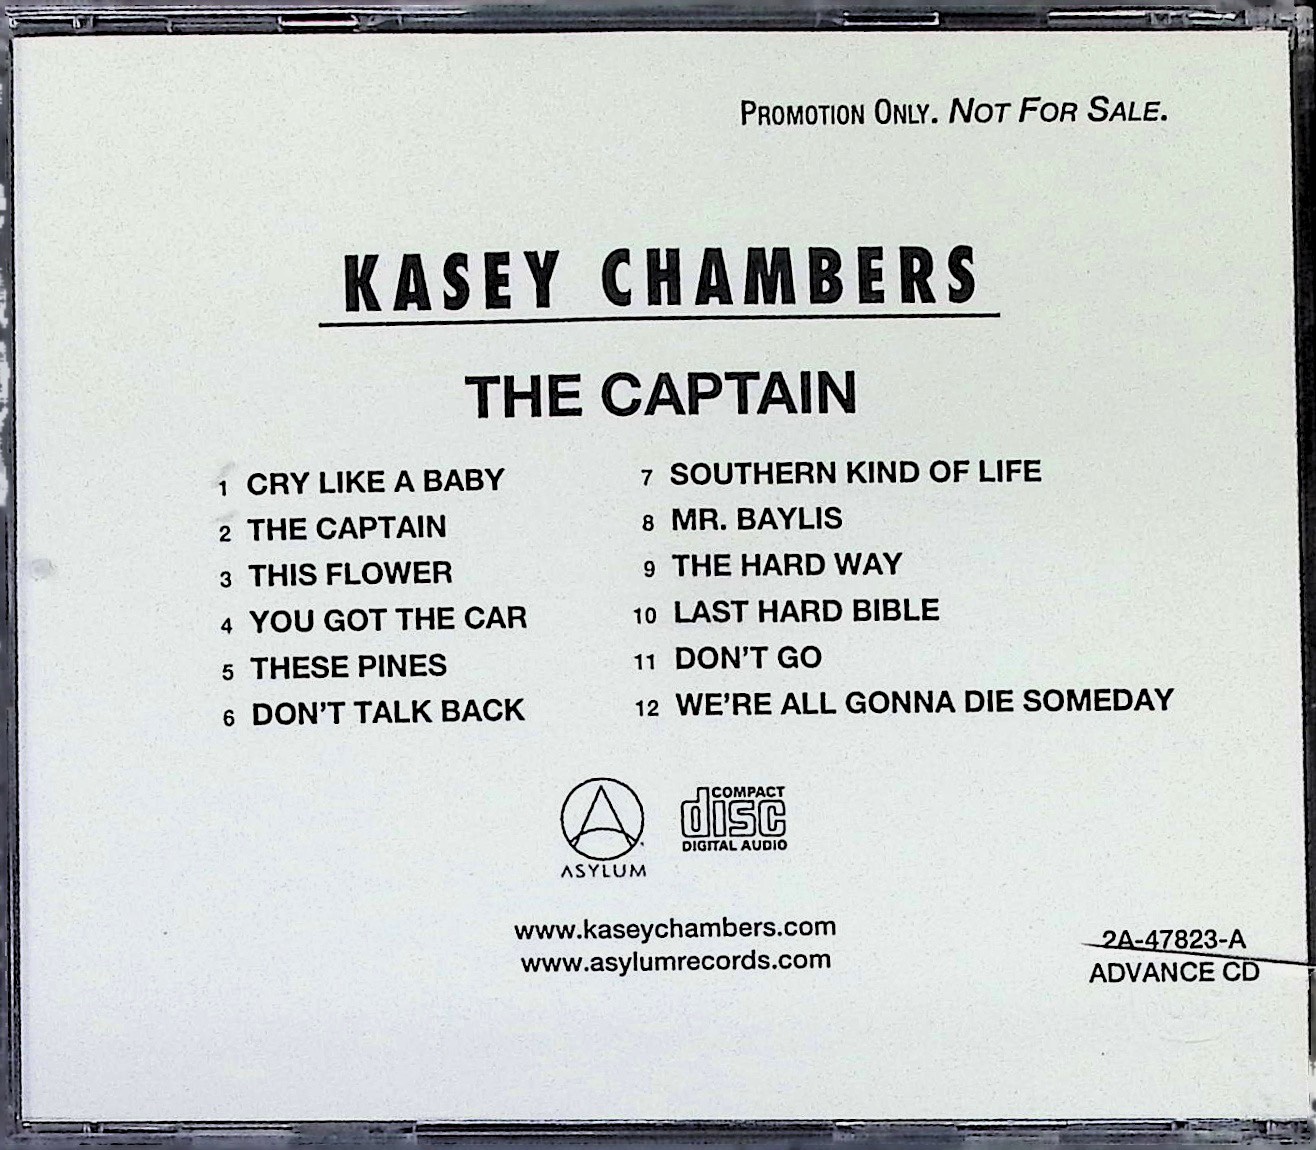 PROMOTION ONLY. NOT FOR SALE.
KASEY CHAMBERS
THE CAPTAIN
1 CRY LIKE A BABY
2 THE CAPTAIN
3 THIS FLOWER
4 YOU GOT THE CAR
5 THESE PINES
6 DON'T TALK BACK
7 SOUTHERN KIND OF LIFE
8 MR. BAYLIS
9 THE HARD WAY
10 LAST HARD BIBLE
11 DON'T GO
12 WE'RE ALL GONNA DIE SOMEDAY
ASYLUM
COMPACT
disc
DIGITAL AUDIO
www.kaseychambers.com
www.asylumrecords.com
2A-47823-A
ADVANCE CD